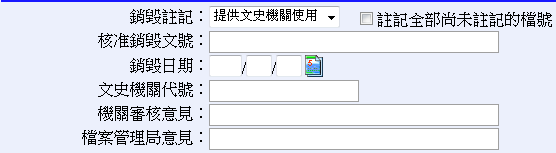 銷毀註記： 提供文史機關使用 註記全部尚未註記的檔號
核准銷毀文號：
銷毀日期： / /
文史機關代號：
機關審核意見：
檔案管理局意見：